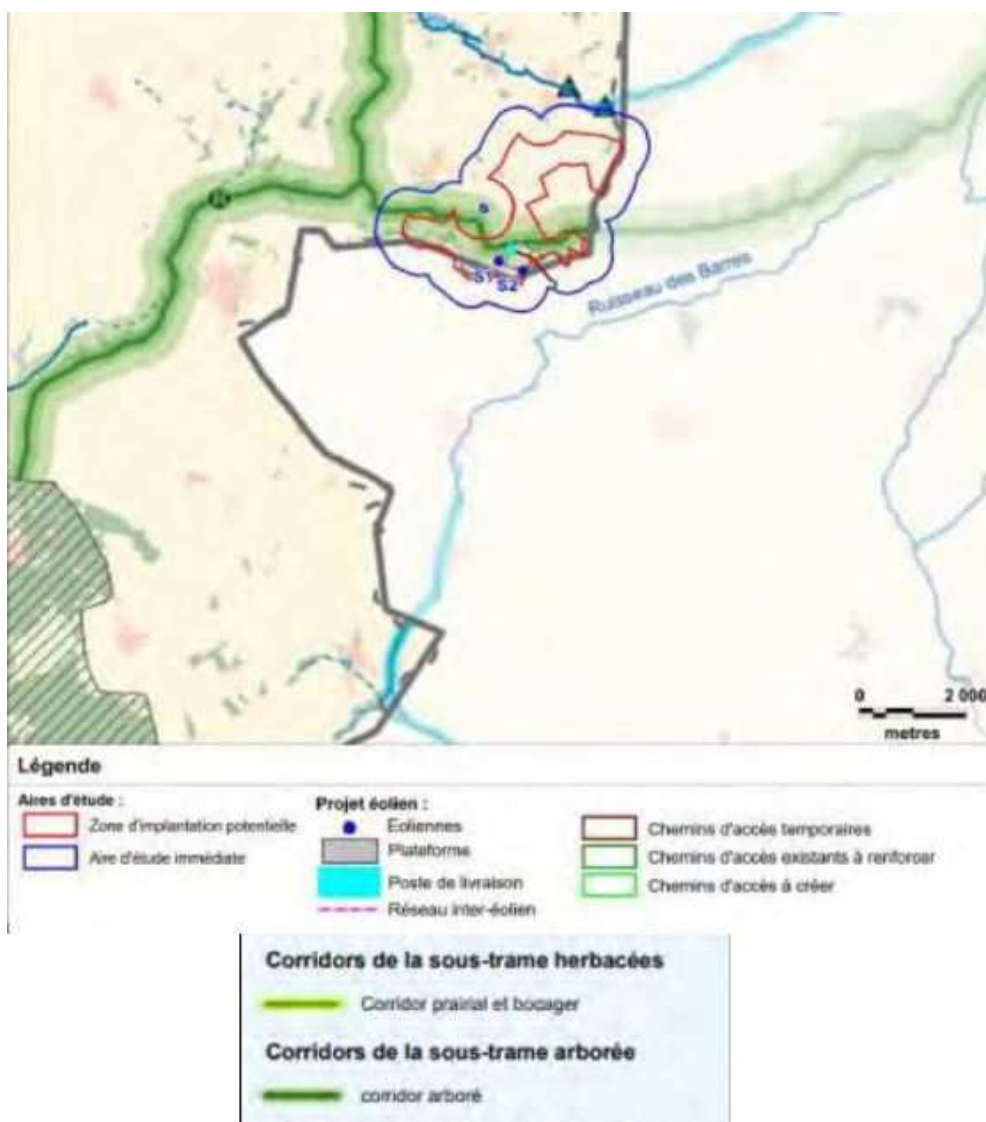 Ruisseau des Barres
S1
S2
0 2 000
metres
Légende
Aires d'étude :
Zone d'implantation potentielle
Aire d'étude immédiate
Projet éolien :
Eoliennes
Plateforme
Poste de livraison
Réseau inter-éolien
Chemins d'accès temporaires
Chemins d'accès existants à renforcer
Chemins d'accès à créer
Corridors de la sous-trame herbacées
Corridor prairial et bocager
Corridors de la sous-trame arborée
corridor arboré